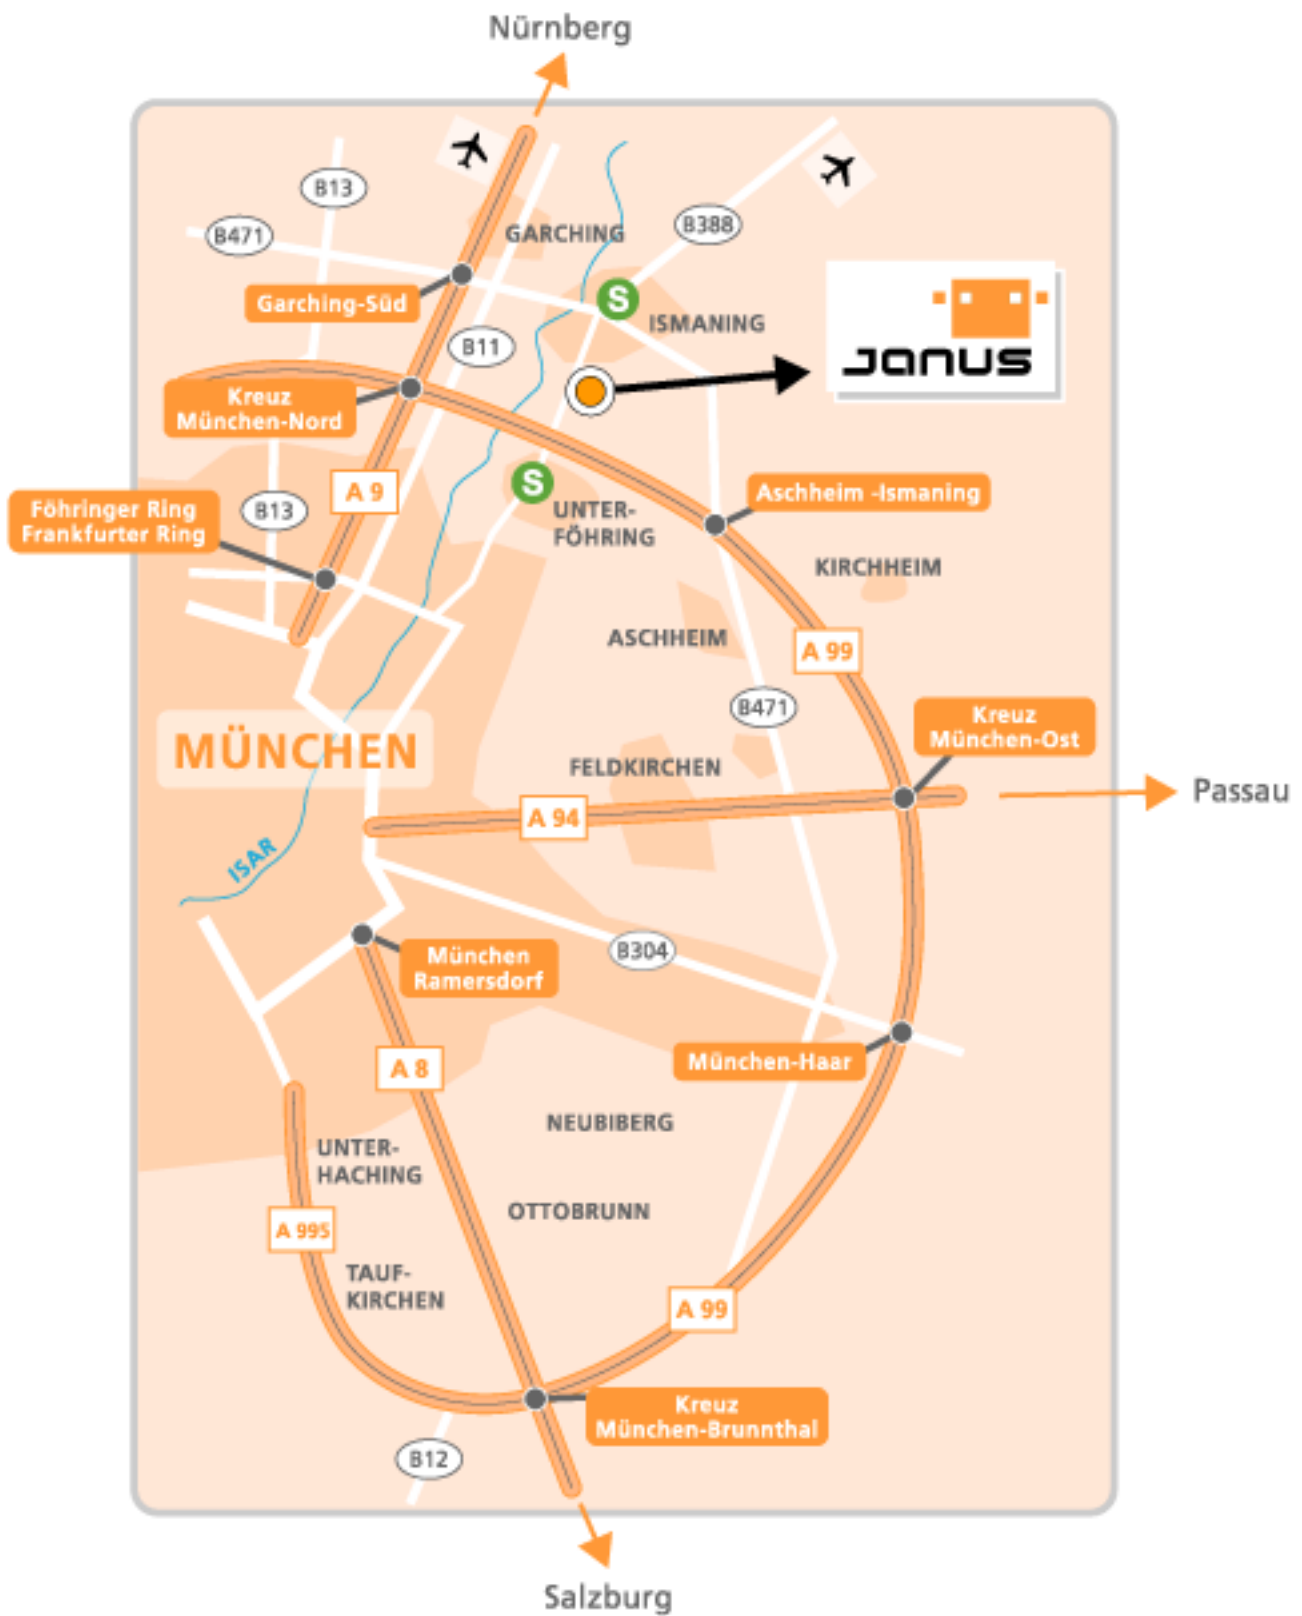 Nürnberg
B13
B471
B388
GARCHING
S
Garching-Süd
ISMANING
B11
Janus
Kreuz
München-Nord
A 9
S
Aschheim -Ismaning
Föhringer Ring
Frankfurter Ring
B13
UNTER-
FÖHRING
KIRCHHEIM
ASCHHEIM
A 99
B471
Kreuz
München-Ost
MÜNCHEN
FELDKIRCHEN
Passau
A 94
ISAR
B304
München
Ramersdorf
München-Haar
A 8
NEUBIBERG
UNTER-
HACHING
OTTOBRUNN
A 995
TAUF-
KIRCHEN
A 99
Kreuz
München-Brunnthal
B12
Salzburg